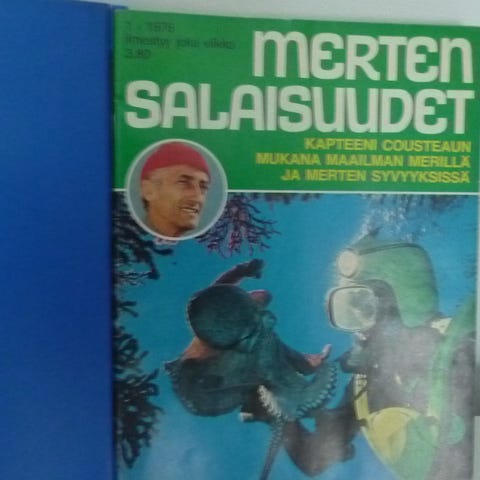 1 · 1976
ilmestyy joka viikko
3,80
MERTEN
SALAISUUDET
KAPTEENI COUSTEAUN
MUKANA MAAILMAN MERILLÄ
JA MERTEN SYVYYKSISSÄ